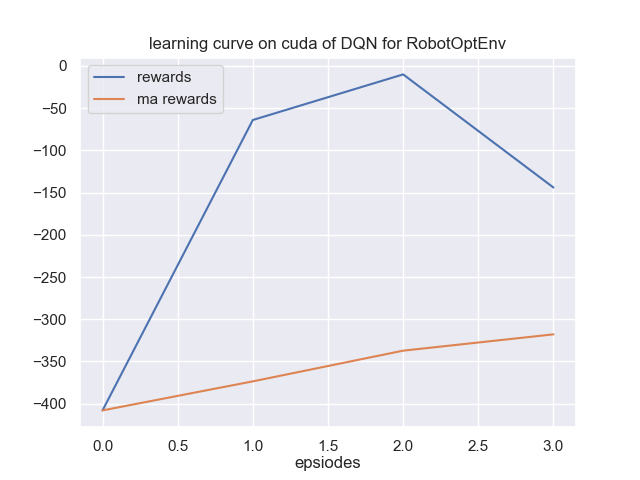 learning curve on cuda of DQN for RobotOptEnv
rewards
ma rewards
0
−50
−100
−150
−200
−250
−300
−350
−400
0.0 0.5 1.0 1.5 2.0 2.5 3.0
epsiodes